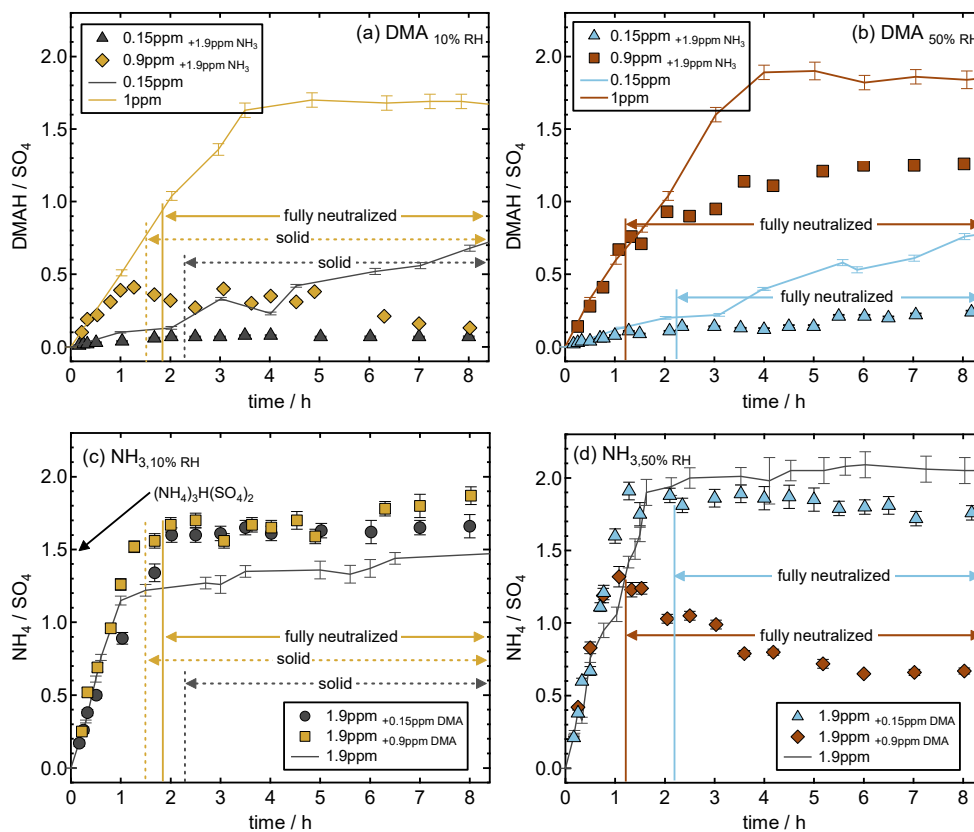 (a) DMA 10% RH
0.15ppm +1.9ppm NH3
0.9ppm +1.9ppm NH3
0.15ppm
1ppm
DMAH / SO4
2.0
1.5
1.0
0.5
0.0
fully neutralized
solid
solid
0 1 2 3 4 5 6 7 8
time / h
(b) DMA 50% RH
0.15ppm +1.9ppm NH3
0.9ppm +1.9ppm NH3
0.15ppm
1ppm
DMAH / SO4
2.0
1.5
1.0
0.5
0.0
fully neutralized
fully neutralized
0 1 2 3 4 5 6 7 8
time / h
(c) NH3,10% RH
(NH4)3H(SO4)2
NH4 / SO4
2.0
1.5
1.0
0.5
0.0
fully neutralized
solid
solid
1.9ppm +0.15ppm DMA
1.9ppm +0.9ppm DMA
1.9ppm
0 1 2 3 4 5 6 7 8
time / h
(d) NH3,50% RH
NH4 / SO4
2.0
1.5
1.0
0.5
0.0
fully neutralized
fully neutralized
1.9ppm +0.15ppm DMA
1.9ppm +0.9ppm DMA
1.9ppm
0 1 2 3 4 5 6 7 8
time / h